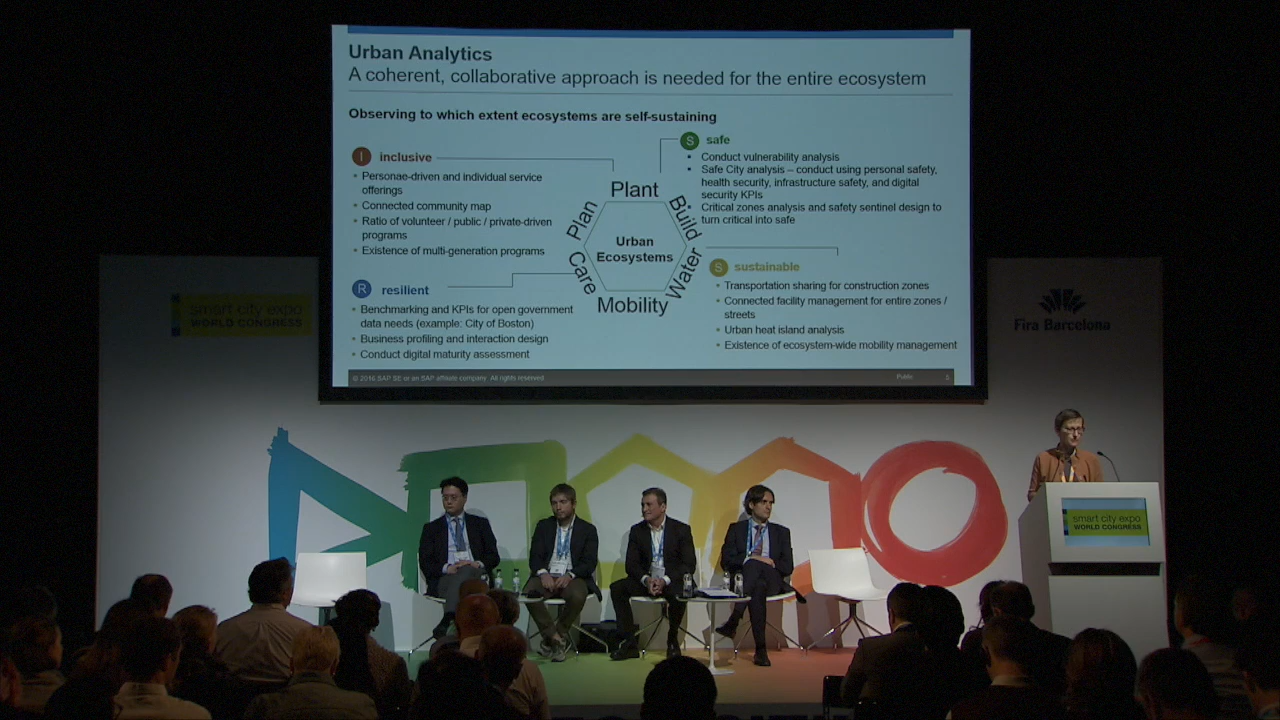 Urban Analytics
A coherent, collaborative approach is needed for the entire ecosystem
Observing to which extent ecosystems are self-sustaining
I inclusive
• Personae-driven and individual service
offerings
• Connected community map
• Ratio of volunteer / public / private-driven
programs
• Existence of multi-generation programs
R resilient
• Benchmarking and KPIs for open government
data needs (example: City of Boston)
• Business profiling and interaction design
• Conduct digital maturity assessment
Plant
Build
Water
Mobility
Care
Plan
Urban
Ecosystems
S safe
• Conduct vulnerability analysis
• Safe City analysis – conduct using personal safety,
health security, infrastructure safety, and digital
security KPIs
• Critical zones analysis and safety sentinel design to
turn critical into safe
S sustainable
• Transportation sharing for construction zones
• Connected facility management for entire zones /
streets
• Urban heat island analysis
• Existence of ecosystem-wide mobility management
© 2016 SAP SE or an SAP affiliate company. All rights reserved.
Public
smart city expo
WORLD CONGRESS
Fira Barcelona
smart city expo
WORLD CONGRESS